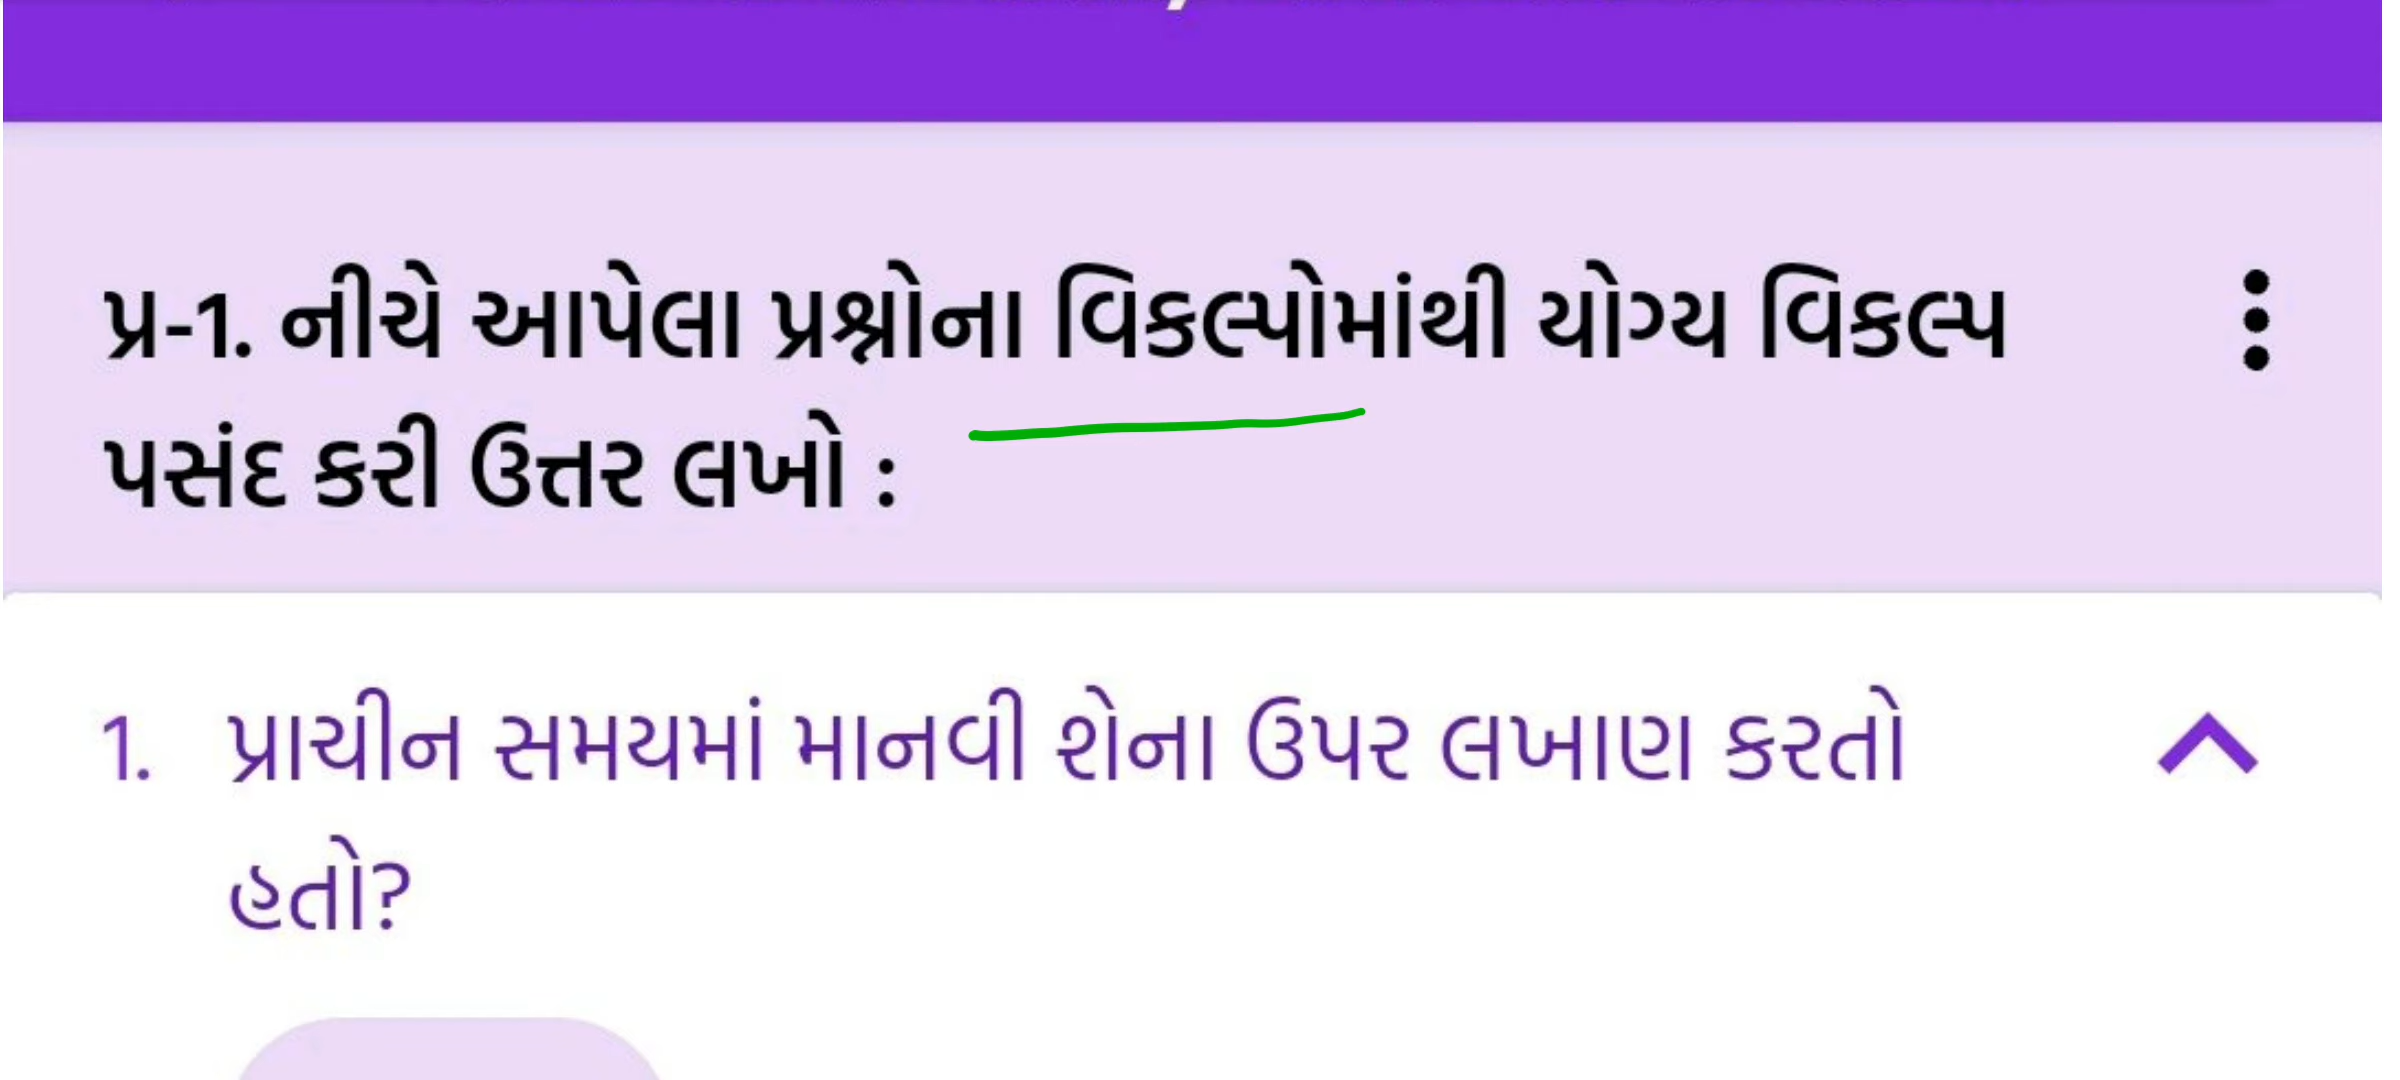 પ્ર-1. નીચે આપેલા પ્રશ્નોના વિકલ્પોમાંથી યોગ્ય વિકલ્પ
પસંદ કરી ઉત્તર લખો :
1. પ્રાચીન સમયમાં માનવી શેના ઉપર લખાણ કરતો
હતો?